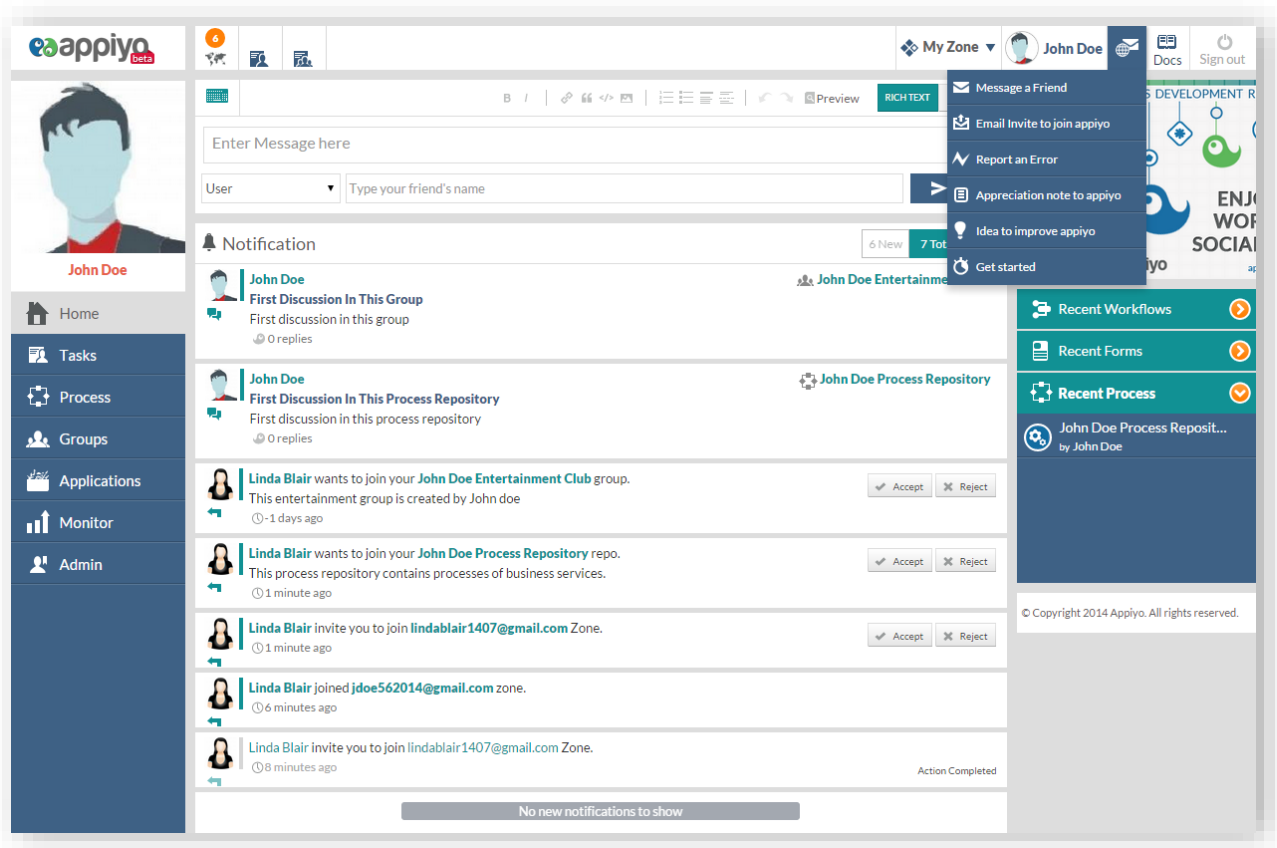 appiyo
beta
6
My Zone ▼
John Doe
Docs
Sign out
Message a Friend
Email Invite to join appiyo
Report an Error
Appreciation note to appiyo
Idea to improve appiyo
Get started
B I
Preview
RICH TEXT
Enter Message here
User
Type your friend's name
DEVELOPMENT R
ENJ
WOR
SOCIA
John Doe
Home
Tasks
Process
Groups
Applications
Monitor
Admin
Notification
6 New
7 Tot
John Doe
John Doe Entertainme
First Discussion In This Group
First discussion in this group
0 replies
John Doe
John Doe Process Repository
First Discussion In This Process Repository
First discussion in this process repository
0 replies
Linda Blair wants to join your John Doe Entertainment Club group.
This entertainment group is created by John doe
-1 days ago
Accept
Reject
Linda Blair wants to join your John Doe Process Repository repo.
This process repository contains processes of business services.
1 minute ago
Accept
Reject
Linda Blair invite you to join lindablair1407@gmail.com Zone.
1 minute ago
Accept
Reject
Linda Blair joined jdoe562014@gmail.com zone.
6 minutes ago
Linda Blair invite you to join lindablair1407@gmail.com Zone.
8 minutes ago
Action Completed
No new notifications to show
Recent Workflows
Recent Forms
Recent Process
John Doe Process Reposit...
by John Doe
© Copyright 2014 Appiyo. All rights reserved.